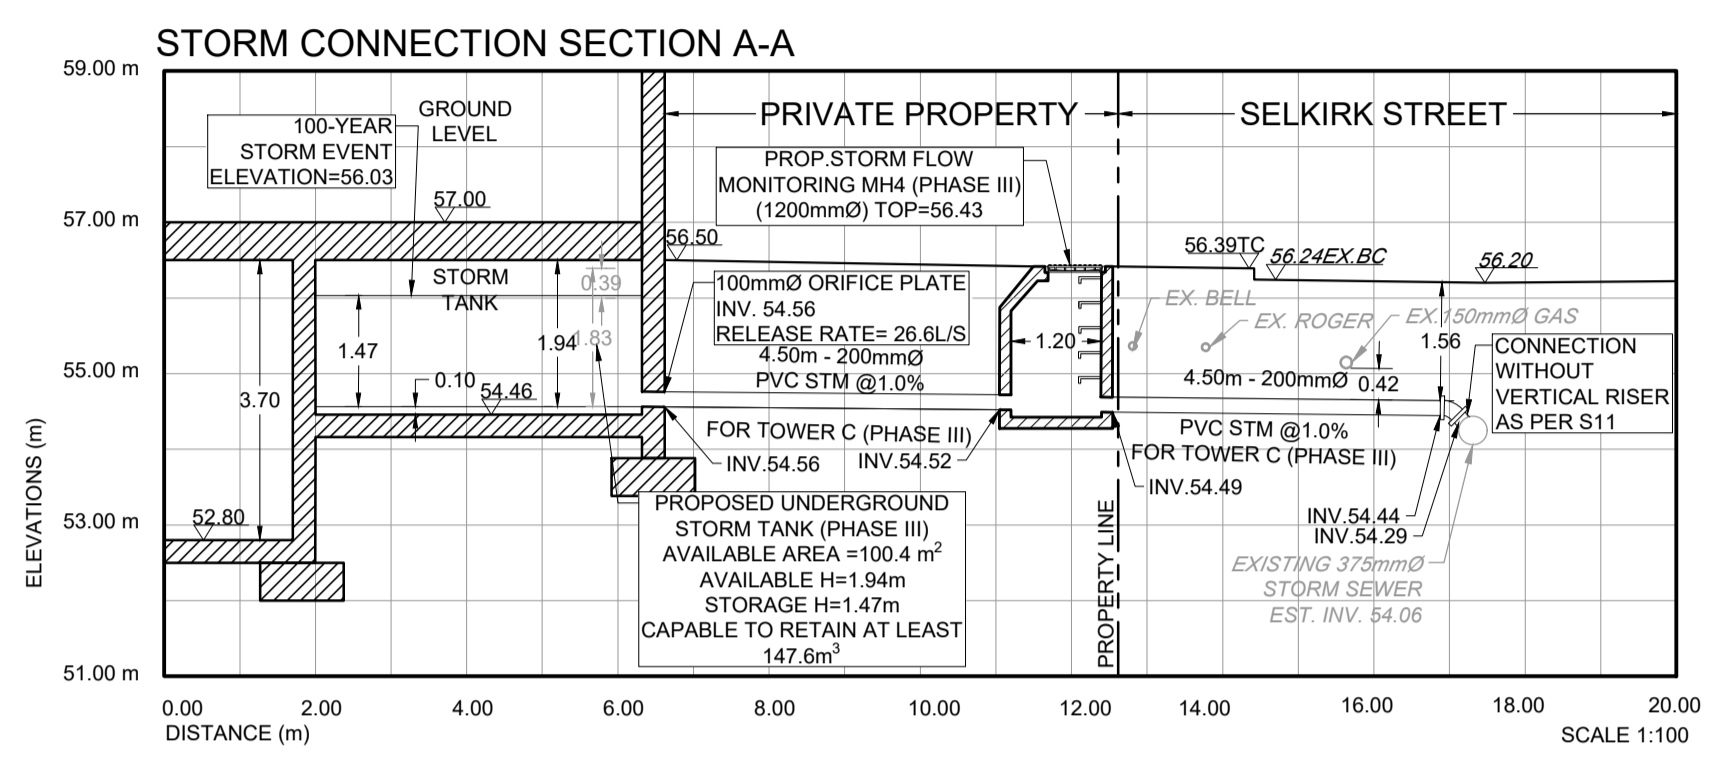 STORM CONNECTION SECTION A-A
59.00 m
57.00 m
55.00 m
53.00 m
51.00 m
ELEVATIONS (m)
100-YEAR
STORM EVENT
ELEVATION=56.03
GROUND
LEVEL
57.00
STORM
TANK
0.39
1.83
1.94
1.47
0.10
54.46
3.70
52.80
PRIVATE PROPERTY
SELKIRK STREET
PROP.STORM FLOW
MONITORING MH4 (PHASE III)
(1200mmØ) TOP=56.43
56.50
100mmØ ORIFICE PLATE
INV. 54.56
RELEASE RATE= 26.6L/S
4.50m - 200mmØ
PVC STM @1.0%
FOR TOWER C (PHASE III)
INV.54.56
INV.54.52
1.20
PROPOSED UNDERGROUND
STORM TANK (PHASE III)
AVAILABLE AREA =100.4 m²
AVAILABLE H=1.94m
STORAGE H=1.47m
CAPABLE TO RETAIN AT LEAST
147.6m³
PROPERTY LINE
56.39TC
56.24EX.BC
56.20
EX. BELL
EX. ROGER
EX.150mmØ GAS
1.56
0.42
4.50m - 200mmØ
PVC STM @1.0%
FOR TOWER C (PHASE III)
INV.54.49
CONNECTION
WITHOUT
VERTICAL RISER
AS PER S11
INV.54.44
INV.54.29
EXISTING 375mmØ
STORM SEWER
EST. INV. 54.06
0.00
2.00
4.00
6.00
8.00
10.00
12.00
14.00
16.00
18.00
20.00
DISTANCE (m)
SCALE 1:100